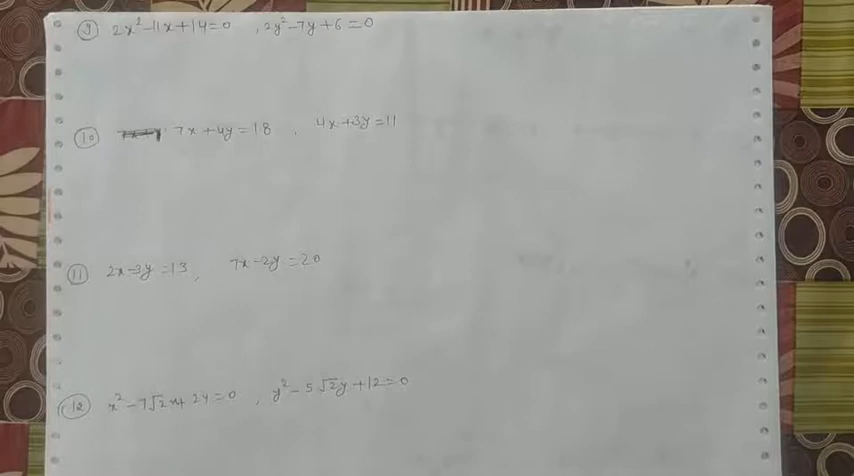 9 2x²-11x+14=0 , 2y²-7y+6=0
10 7x+4y=18 , 4x+3y=11
11 2x-3y=13, 7x-2y=20
12 x²-7√2x+24=0 , y²-5√2y+12=0